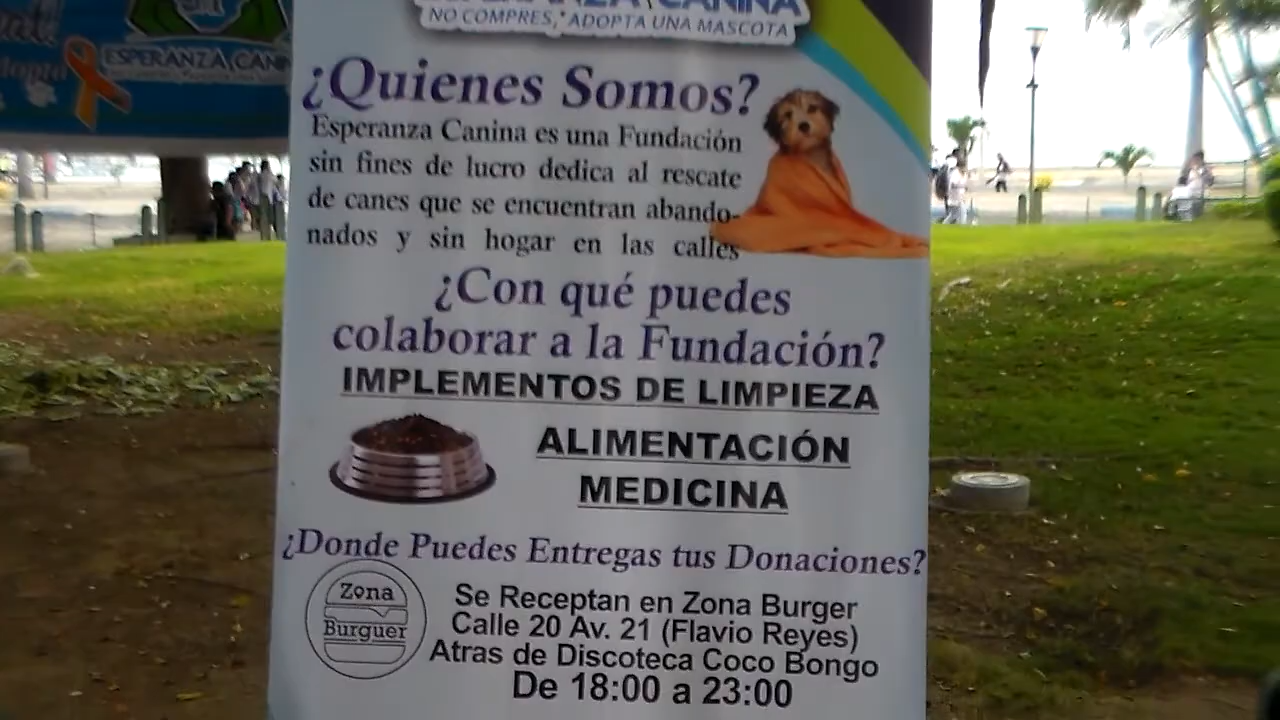 NO COMPRES, ADOPTA UNA MASCOTA
ESPERANZA CANINA
¿Quienes Somos?
Esperanza Canina es una Fundación
sin fines de lucro dedica al rescate
de canes que se encuentran abando-
nados y sin hogar en las calles
¿Con qué puedes
colaborar a la Fundación?
IMPLEMENTOS DE LIMPIEZA
ALIMENTACIÓN
MEDICINA
¿Donde Puedes Entregas tus Donaciones?
Zona
Burguer
Se Receptan en Zona Burger
Calle 20 Av. 21 (Flavio Reyes)
Atras de Discoteca Coco Bongo
De 18:00 a 23:00